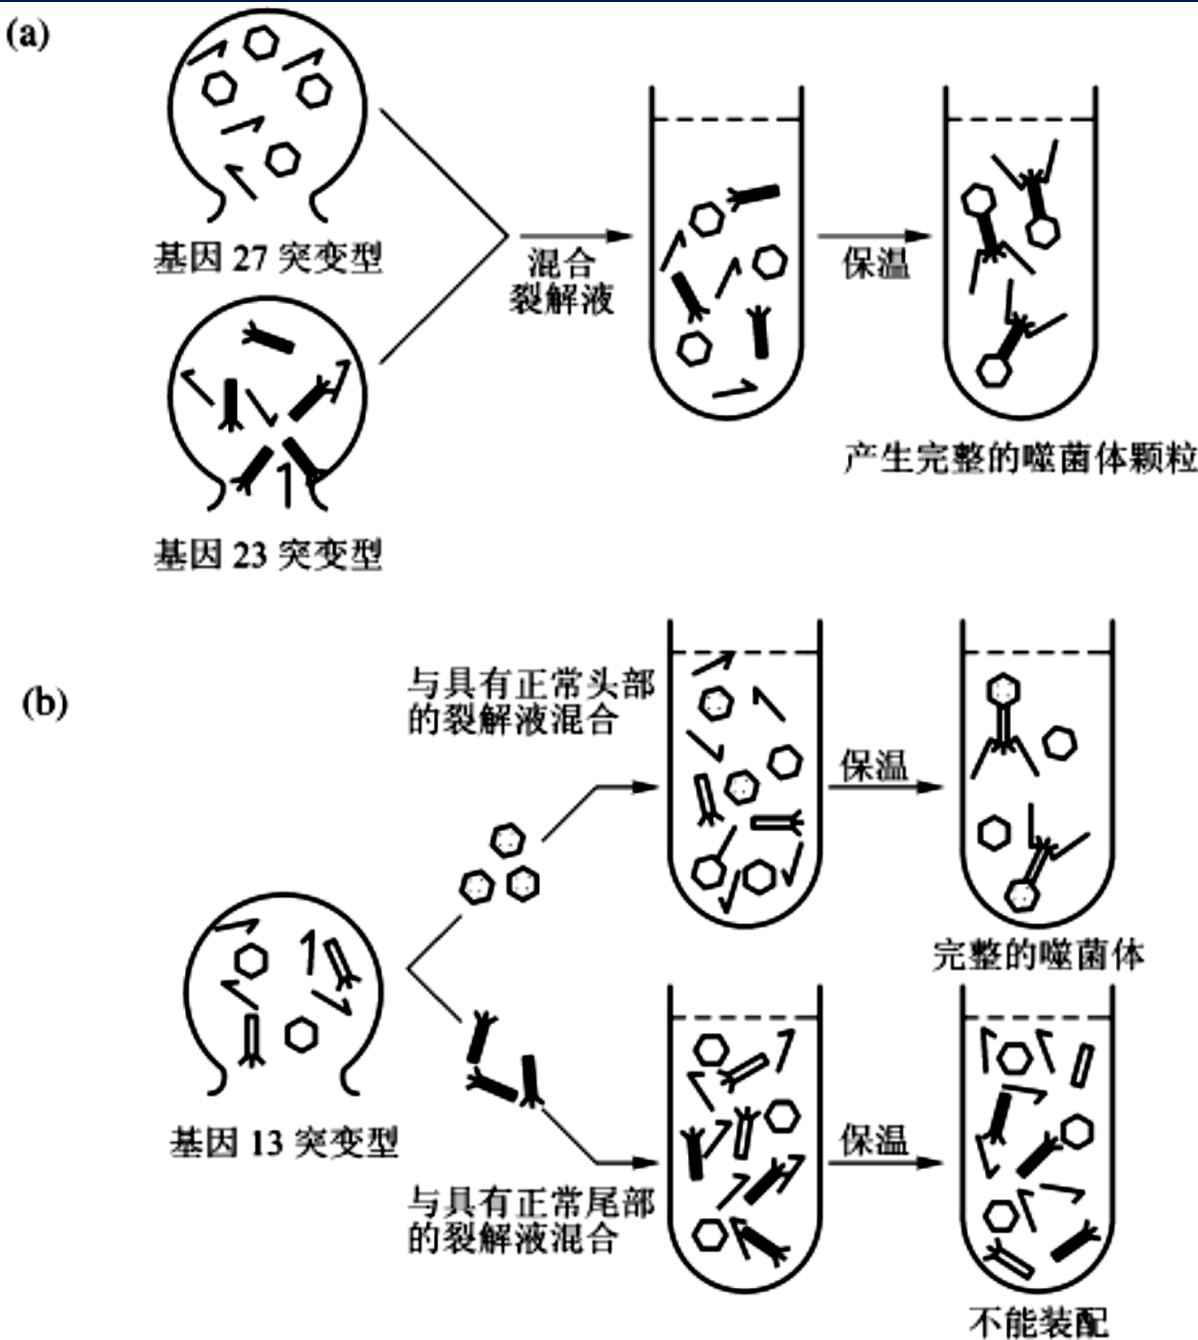 (a)
基因 27 突变型
混合
裂解液
保温
产生完整的噬菌体颗粒
基因 23 突变型
(b)
与具有正常头部
的裂解液混合
保温
完整的噬菌体
基因 13 突变型
保温
与具有正常尾部
的裂解液混合
不能装配